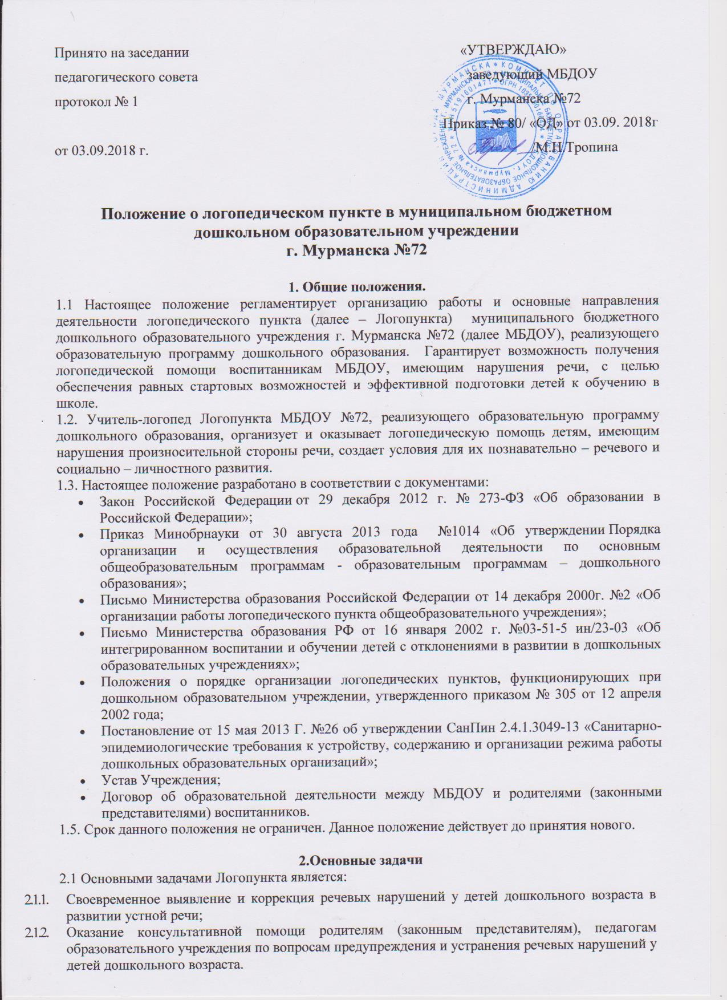 Принято на заседании
педагогического совета
протокол № 1
от 03.09.2018 г.
«УТВЕРЖДАЮ»
заведующий МБДОУ
г. Мурманска №72
Приказ № 80/ «ОД» от 03.09. 2018г
/М.Н.Тропина
Положение о логопедическом пункте в муниципальном бюджетном
дошкольном образовательном учреждении
г. Мурманска №72
1. Общие положения.
1.1 Настоящее положение регламентирует организацию работы и основные направления
деятельности логопедического пункта (далее – Логопункта) муниципального бюджетного
дошкольного образовательного учреждения г. Мурманска №72 (далее МБДОУ), реализующего
образовательную программу дошкольного образования. Гарантирует возможность получения
логопедической помощи воспитанникам МБДОУ, имеющим нарушения речи, с целью
обеспечения равных стартовых возможностей и эффективной подготовки детей к обучению в
школе.
1.2. Учитель-логопед Логопункта МБДОУ №72, реализующего образовательную программу
дошкольного образования, организует и оказывает логопедическую помощь детям, имеющим
нарушения произносительной стороны речи, создает условия для их познавательно – речевого и
социально – личностного развития.
1.3. Настоящее положение разработано в соответствии с документами:
• Закон Российской Федерации от 29 декабря 2012 г. № 273-ФЗ «Об образовании в
Российской Федерации»;
• Приказ Минобрнауки от 30 августа 2013 года №1014 «Об утверждении Порядка
организации и осуществления образовательной деятельности по основным
общеобразовательным программам - образовательным программам – дошкольного
образования»;
• Письмо Министерства образования Российской Федерации от 14 декабря 2000г. №2 «Об
организации работы логопедического пункта общеобразовательного учреждения»;
• Письмо Министерства образования РФ от 16 января 2002 г. №03-51-5 ин/23-03 «Об
интегрированном воспитании и обучении детей с отклонениями в развитии в дошкольных
образовательных учреждениях»;
• Положения о порядке организации логопедических пунктов, функционирующих при
дошкольном образовательном учреждении, утвержденного приказом № 305 от 12 апреля
2002 года;
• Постановление от 15 мая 2013 Г. №26 об утверждении СанПин 2.4.1.3049-13 «Санитарно-
эпидемиологические требования к устройству, содержанию и организации режима работы
дошкольных образовательных организаций»;
• Устав Учреждения;
• Договор об образовательной деятельности между МБДОУ и родителями (законными
представителями) воспитанников.
1.5. Срок данного положения не ограничен. Данное положение действует до принятия нового.
2.Основные задачи
2.1 Основными задачами Логопункта является:
2.1.1. Своевременное выявление и коррекция речевых нарушений у детей дошкольного возраста в
развитии устной речи;
2.1.2. Оказание консультативной помощи родителям (законным представителям), педагогам
образовательного учреждения по вопросам предупреждения и устранения речевых нарушений у
детей дошкольного возраста.